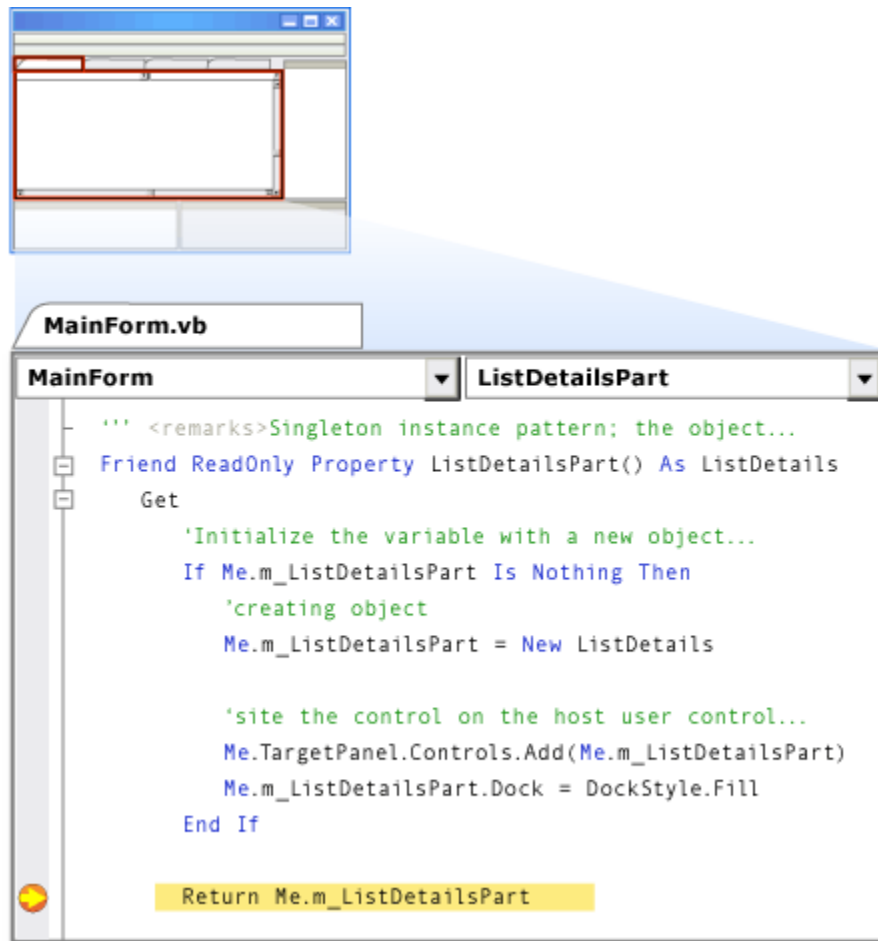 MainForm.vb
MainForm
ListDetailsPart
‘’’ <remarks>Singleton instance pattern; the object...
Friend ReadOnly Property ListDetailsPart() As ListDetails
Get
‘Initialize the variable with a new object...
If Me.m_ListDetailsPart Is Nothing Then
’creating object
Me.m_ListDetailsPart = New ListDetails
‘site the control on the host user control...
Me.TargetPanel.Controls.Add(Me.m_ListDetailsPart)
Me.m_ListDetailsPart.Dock = DockStyle.Fill
End If
Return Me.m_ListDetailsPart